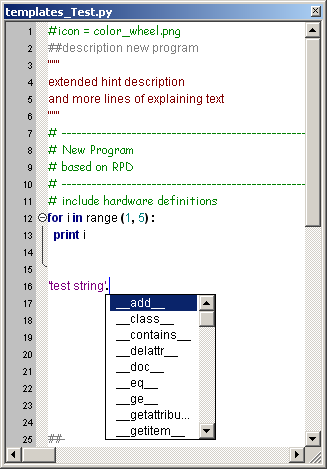 templates_Test.py
1 #icon = color_wheel.png
2 ##description new program
3 """
4 extended hint description
5 and more lines of explaining text
6 """
7 # ------------------------------------------------
8 # New Program
9 # based on RPD
10 # ------------------------------------------------
11 # include hardware definitions
12 for i in range (1, 5) :
13 print i
14
15
16 'test string'.
17 __add__
18 __class__
__contains__
19 __delattr__
20 __doc__
21 __eq__
22 __ge__
23 __getattribu...
24 __getitem__
25 ##